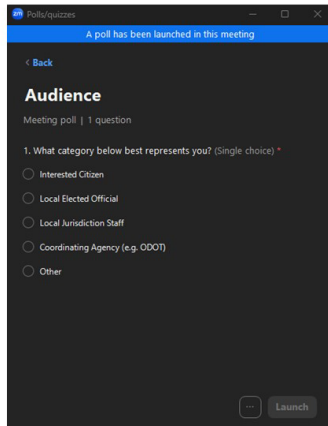 zm Polls/quizzes
A poll has been launched in this meeting
< Back
Audience
Meeting poll | 1 question
1. What category below best represents you? (Single choice) *
Interested Citizen
Local Elected Official
Local Jurisdiction Staff
Coordinating Agency (e.g. ODOT)
Other
... Launch